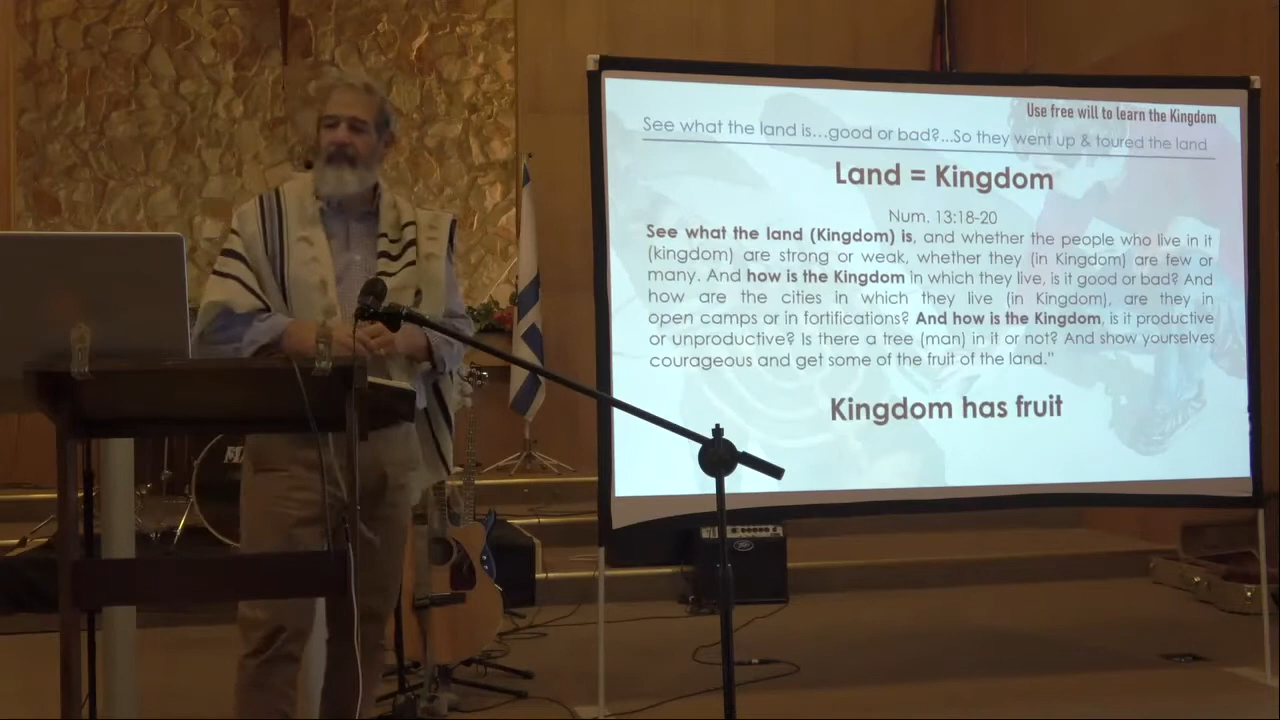 Use free will to learn the Kingdom
See what the land is...good or bad?...So they went up & toured the land
Land = Kingdom
Num. 13:18-20
See what the land (Kingdom) is, and whether the people who live in it
(kingdom) are strong or weak, whether they (in Kingdom) are few or
many. And how is the Kingdom in which they live, is it good or bad? And
how are the cities in which they live (in Kingdom), are they in
open camps or in fortifications? And how is the Kingdom, is it productive
or unproductive? Is there a tree (man) in it or not? And show yourselves
courageous and get some of the fruit of the land."
Kingdom has fruit